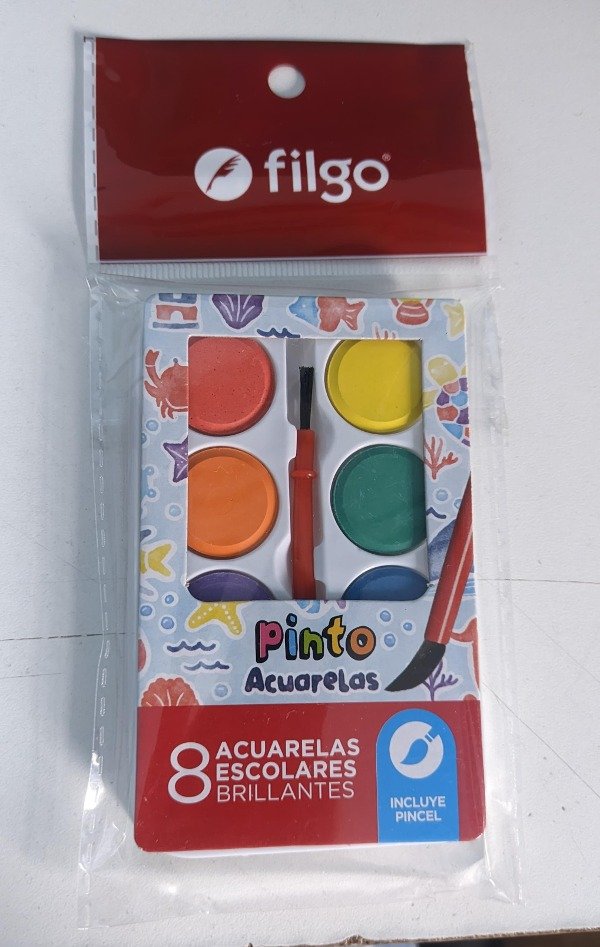 filgo®
Pinto
Acuarelas
8 ACUARELAS
ESCOLARES
BRILLANTES
INCLUYE
PINCEL